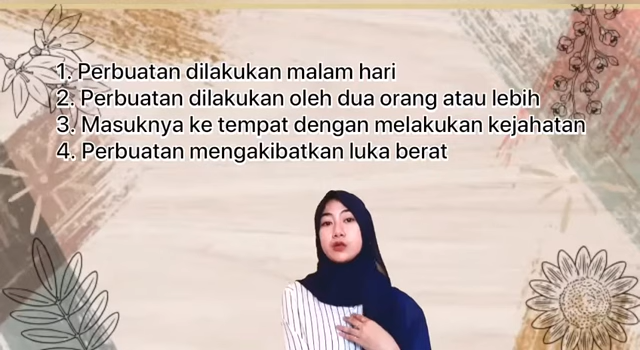 1. Perbuatan dilakukan malam hari
2. Perbuatan dilakukan oleh dua orang atau lebih
3. Masuknya ke tempat dengan melakukan kejahatan
4. Perbuatan mengakibatkan luka berat